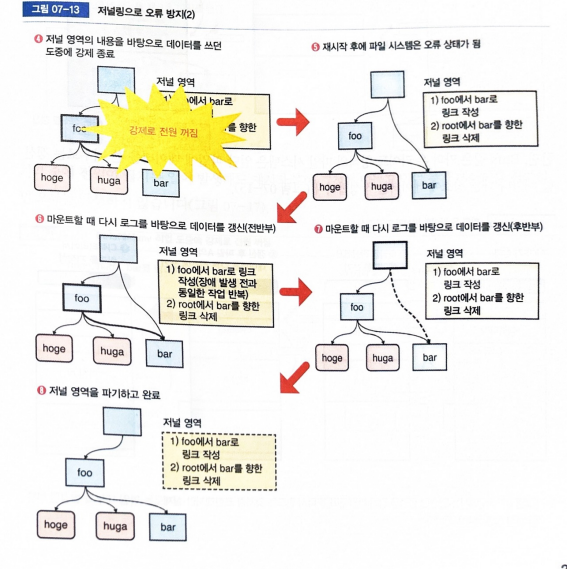 그림 07-13 저널링으로 오류 방지(2)
❹ 저널 영역의 내용을 바탕으로 데이터를 쓰던
도중에 강제 종료
저널 영역
1) foo에서 bar로
를 향한
강제로 전원 꺼짐
foo
hoge
huga
bar
❺ 재시작 후에 파일 시스템은 오류 상태가 됨
저널 영역
1) foo에서 bar로
링크 작성
2) root에서 bar를 향한
링크 삭제
foo
hoge
huga
bar
❻ 마운트할 때 다시 로그를 바탕으로 데이터를 갱신(전반부)
저널 영역
1) foo에서 bar로 링크
작성(장애 발생 전과
동일한 작업 반복)
2) root에서 bar를 향한
링크 삭제
foo
hoge
huga
bar
❼ 마운트할 때 다시 로그를 바탕으로 데이터를 갱신(후반부)
저널 영역
1) foo에서 bar로
링크 작성
2) root에서 bar를 향한
링크 삭제
foo
hoge
huga
bar
❽ 저널 영역을 파기하고 완료
저널 영역
1) foo에서 bar로
링크 작성
2) root에서 bar를 향한
링크 삭제
foo
hoge
huga
bar